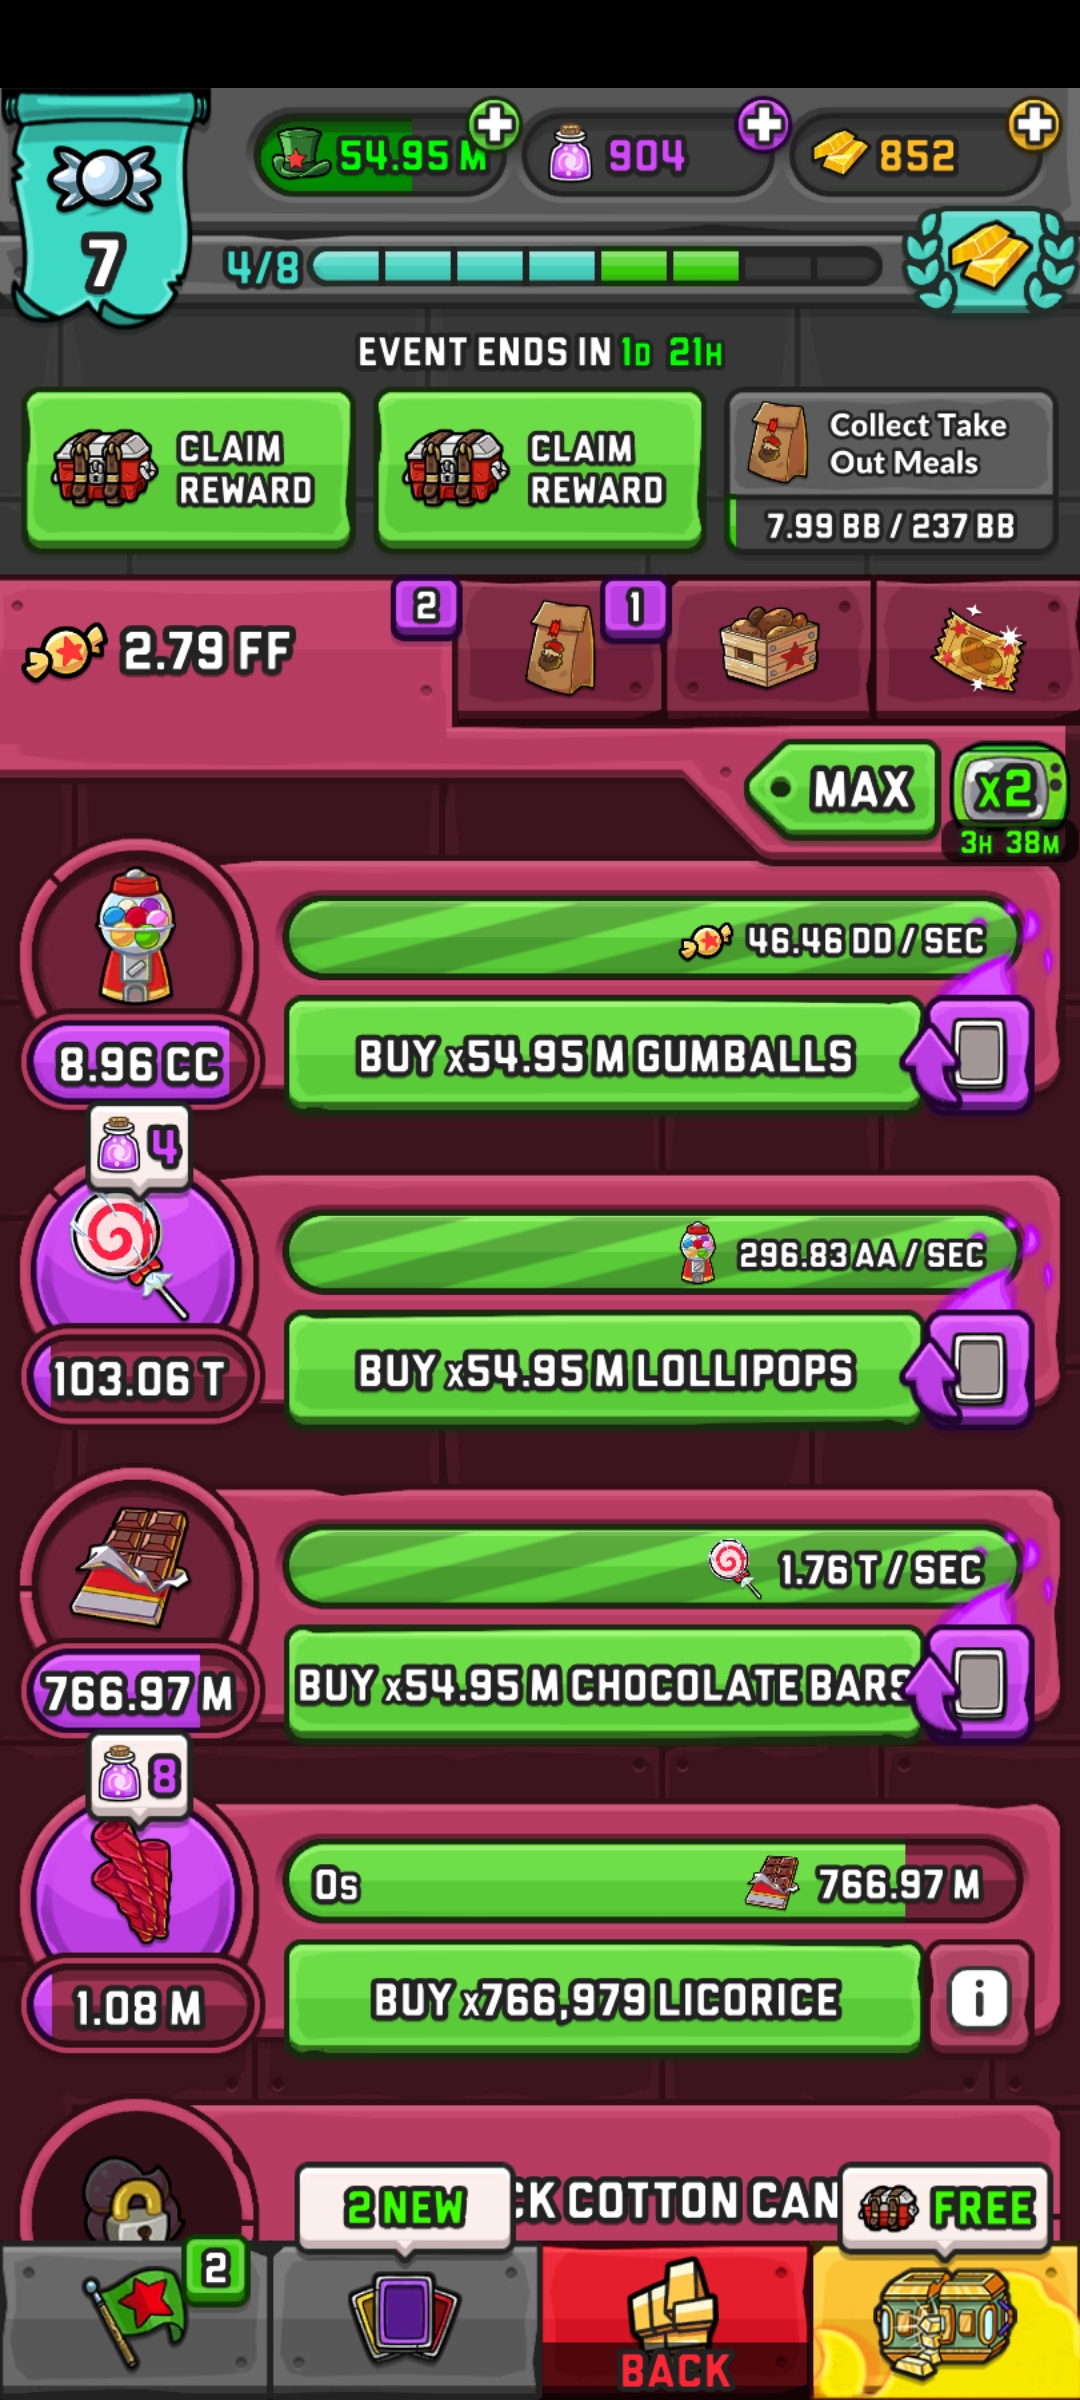 54.95 M
904
852
7
4/8
EVENT ENDS IN 1D 21H
CLAIM
REWARD
CLAIM
REWARD
Collect Take
Out Meals
7.99 BB / 237 BB
2.79 FF
2
1
MAX
x2
3H 38M
46.46 DD / SEC
8.96 CC
BUY x54.95 M GUMBALLS
4
296.83 AA / SEC
103.06 T
BUY x54.95 M LOLLIPOPS
1.76 T / SEC
766.97 M
BUY x54.95 M CHOCOLATE BARS
8
0s
766.97 M
1.08 M
BUY x766,979 LICORICE
i
CK COTTON CAN
2 NEW
FREE
2
BACK